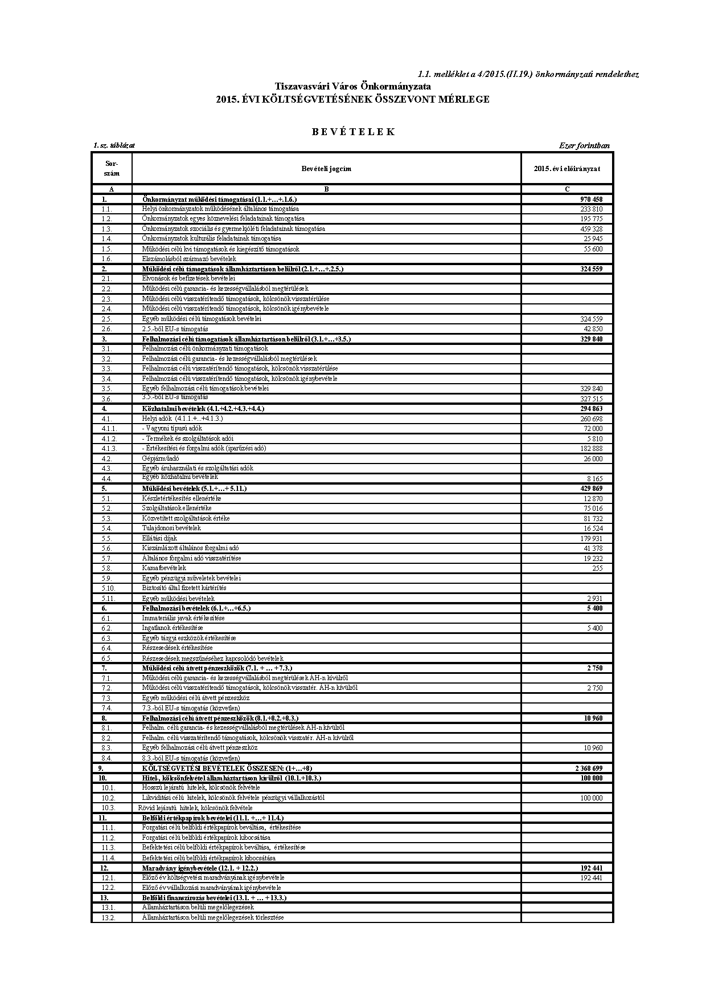 1.1. melléklet a 4/2015.(II.19.) önkormányzati rendelethez
Tiszavasvári Város Önkormányzata
2015. ÉVI KÖLTSÉGVETÉSÉNEK ÖSSZEVONT MÉRLEGE
B E V É T E L E K
1. sz. táblázat Ezer forintban
Sor-
szám Bevételi jogcím 2015. évi előirányzat
A B C
1. Önkormányzat működési támogatásai (1.1.+…+.1.6.) 970 458
1.1. Helyi önkormányzatok működésének általános támogatása 233 810
1.2. Önkormányzatok egyes köznevelési feladatainak támogatása 195 775
1.3. Önkormányzatok szociális és gyermekjóléti feladatainak támogatása 459 328
1.4. Önkormányzatok kulturális feladatainak támogatása 25 945
1.5. Működési célú kvi támogatások és kiegészítő támogatások 55 600
1.6. Elszámolásból származó bevételek
2. Működési célú támogatások államháztartáson belülről (2.1.+…+.2.5.) 324 559
2.1. Elvonások és befizetések bevételei
2.2. Működési célú garancia- és kezességvállalásból megtérülések
2.3. Működési célú visszatérítendő támogatások, kölcsönök visszatérülése
2.4. Működési célú visszatérítendő támogatások, kölcsönök igénybevétele
2.5. Egyéb működési célú támogatások bevételei 324 559
2.6. 2.5.-ből EU-s támogatás 42 850
3. Felhalmozási célú támogatások államháztartáson belülről (3.1.+…+3.5.) 329 840
3.1. Felhalmozási célú önkormányzati támogatások
3.2. Felhalmozási célú garancia- és kezességvállalásból megtérülések
3.3. Felhalmozási célú visszatérítendő támogatások, kölcsönök visszatérülése
3.4. Felhalmozási célú visszatérítendő támogatások, kölcsönök igénybevétele
3.5. Egyéb felhalmozási célú támogatások bevételei 329 840
3.6. 3.5.-ből EU-s támogatás 327 515
4. Közhatalmi bevételek (4.1.+4.2.+4.3.+4.4.) 294 863
4.1. Helyi adók (4.1.1.+...+4.1.3.) 260 698
4.1.1. - Vagyoni típusú adók 72 000
4.1.2. - Termékek és szolgáltatások adói 5 810
4.1.3. - Értékesítési és forgalmi adók (iparűzési adó) 182 888
4.2. Gépjárműadó 26 000
4.3. Egyéb áruhasználati és szolgáltatási adók
4.4. Egyéb közhatalmi bevételek 8 165
5. Működési bevételek (5.1.+…+ 5.11.) 429 869
5.1. Készletértékesítés ellenértéke 12 870
5.2. Szolgáltatások ellenértéke 75 016
5.3. Közvetített szolgáltatások értéke 81 732
5.4. Tulajdonosi bevételek 16 524
5.5. Ellátási díjak 179 931
5.6. Kiszámlázott általános forgalmi adó 41 378
5.7. Általános forgalmi adó visszatérítése 19 232
5.8. Kamatbevételek 255
5.9. Egyéb pénzügyi műveletek bevételei
5.10. Biztosító által fizetett kártérítés
5.11. Egyéb működési bevételek 2 931
6. Felhalmozási bevételek (6.1.+…+6.5.) 5 400
6.1. Immateriális javak értékesítése
6.2. Ingatlanok értékesítése 5 400
6.3. Egyéb tárgyi eszközök értékesítése
6.4. Részesedések értékesítése
6.5. Részesedések megszűnéséhez kapcsolódó bevételek
7. Működési célú átvett pénzeszközök (7.1. + … + 7.3.) 2 750
7.1. Működési célú garancia- és kezességvállalásból megtérülések ÁH-n kívülről
7.2. Működési célú visszatérítendő támogatások, kölcsönök visszatér. ÁH-n kívülről 2 750
7.3. Egyéb működési célú átvett pénzeszköz
7.4. 7.3.-ból EU-s támogatás (közvetlen)
8. Felhalmozási célú átvett pénzeszközök (8.1.+8.2.+8.3.) 10 960
8.1. Felhalm. célú garancia- és kezességvállalásból megtérülések ÁH-n kívülről
8.2. Felhalm. célú visszatérítendő támogatások, kölcsönök visszatér. ÁH-n kívülről
8.3. Egyéb felhalmozási célú átvett pénzeszköz 10 960
8.4. 8.3.-ból EU-s támogatás (közvetlen)
9. KÖLTSÉGVETÉSI BEVÉTELEK ÖSSZESEN: (1+…+8) 2 368 699
10. Hitel-, kölcsönfelvétel államháztartáson kívülről (10.1.+10.3.) 100 000
10.1. Hosszú lejáratú hitelek, kölcsönök felvétele
10.2. Likviditási célú hitelek, kölcsönök felvétele pénzügyi vállalkozástól 100 000
10.3. Rövid lejáratú hitelek, kölcsönök felvétele
11. Belföldi értékpapírok bevételei (11.1. +…+ 11.4.)
11.1. Forgatási célú belföldi értékpapírok beváltása, értékesítése
11.2. Forgatási célú belföldi értékpapírok kibocsátása
11.3. Befektetési célú belföldi értékpapírok beváltása, értékesítése
11.4. Befektetési célú belföldi értékpapírok kibocsátása
12. Maradvány igénybevétele (12.1. + 12.2.) 192 441
12.1. Előző év költségvetési maradványának igénybevétele 192 441
12.2. Előző év vállalkozási maradványának igénybevétele
13. Belföldi finanszírozás bevételei (13.1. + … + 13.3.)
13.1. Államháztartáson belüli megelőlegezések
13.2. Államháztartáson belüli megelőlegezések törlesztése